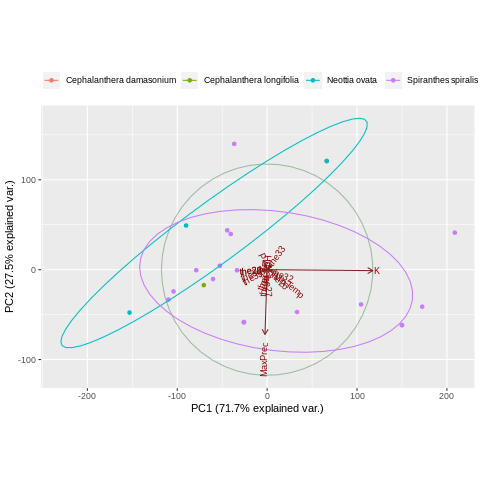 Cephalanthera damasonium Cephalanthera longifolia Neottia ovata Spiranthes spiralis
PC2 (27.5% explained var.)
100
0
-100
K
MaxPrec
-200 -100 0 100 200
PC1 (71.7% explained var.)